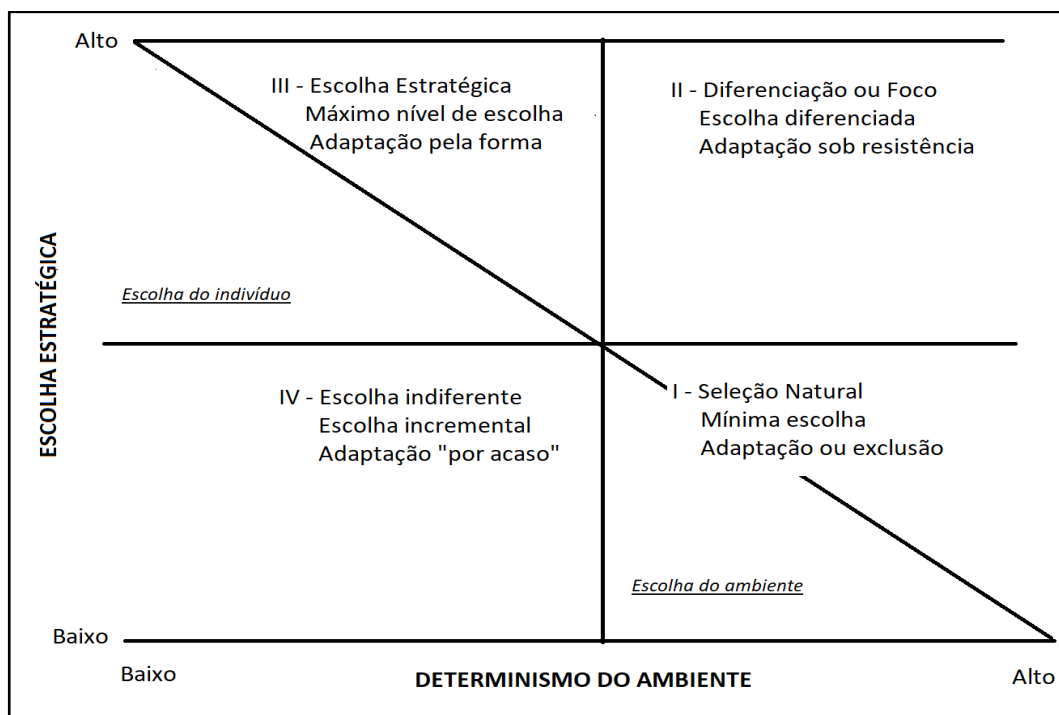 Alto
III - Escolha Estratégica
Máximo nível de escolha
Adaptação pela forma
II - Diferenciação ou Foco
Escolha diferenciada
Adaptação sob resistência
ESCOLHA ESTRATÉGICA
Escolha do indivíduo
IV - Escolha indiferente
Escolha incremental
Adaptação "por acaso"
I - Seleção Natural
Mínima escolha
Adaptação ou exclusão
Escolha do ambiente
Baixo
Baixo
DETERMINISMO DO AMBIENTE
Alto